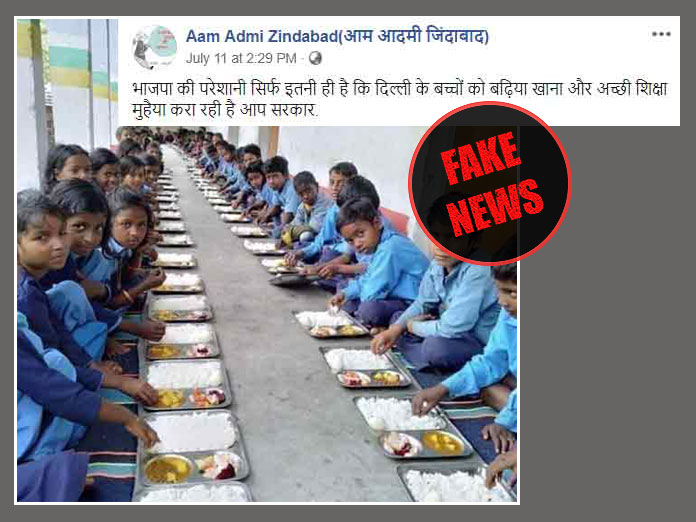 Aam Admi Zindabad(आम आदमी जिंदाबाद)
July 11 at 2:29 PM ·
भाजपा की परेशानी सिर्फ इतनी ही है कि दिल्ली के बच्चों को बढ़िया खाना और अच्छी शिक्षा
मुहैया करा रही है आप सरकार.
FAKE
NEWS